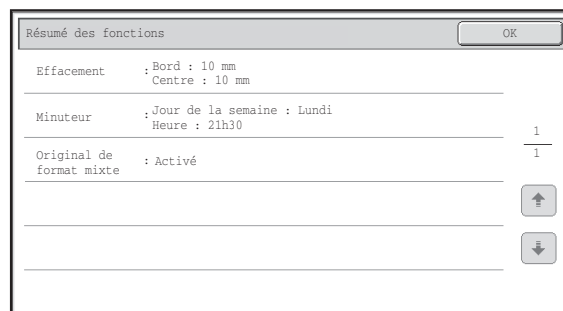 Résumé des fonctions
OK
Effacement
:Bord : 10 mm
Centre : 10 mm
Minuteur
:Jour de la semaine : Lundi
Heure : 21h30
Original de
format mixte
: Activé
1
1